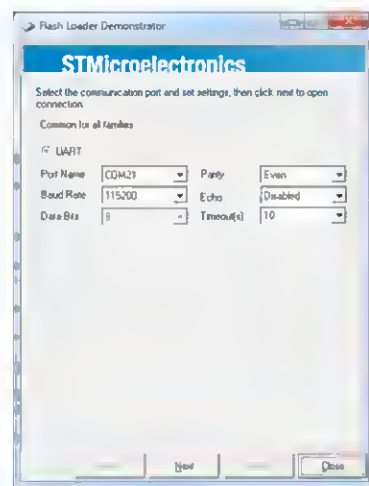 Flash Loader Demonstrator
STMicroelectronics
Select the communication port and set settings, then click next to open
connection.
Common for all families
UART
Port Name COM21 Parity Even
Baud Rate 115200 Echo Disabled
Data Bits 8 Timeout(s) 10
Next Close